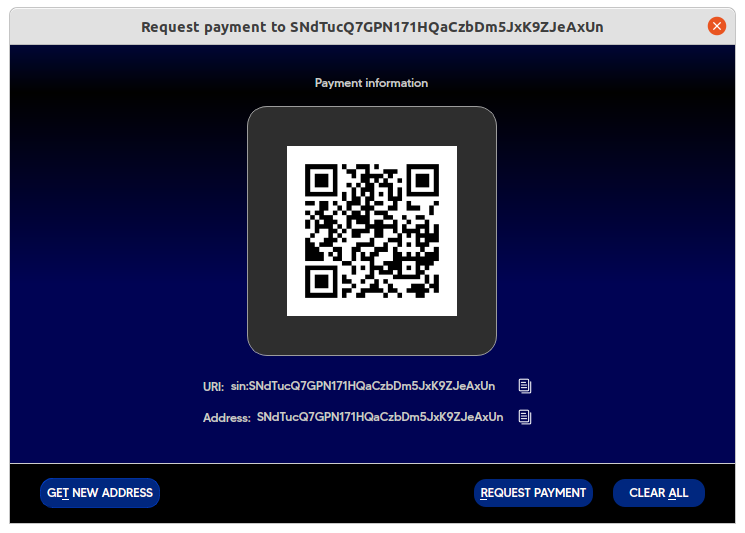 Request payment to SNdTucQ7GPN171HQaCzbDm5JxK9ZJeAxUn
Payment information
URI: sin:SNdTucQ7GPN171HQaCzbDm5JxK9ZJeAxUn
Address: SNdTucQ7GPN171HQaCzbDm5JxK9ZJeAxUn
GET NEW ADDRESS REQUEST PAYMENT CLEAR ALL